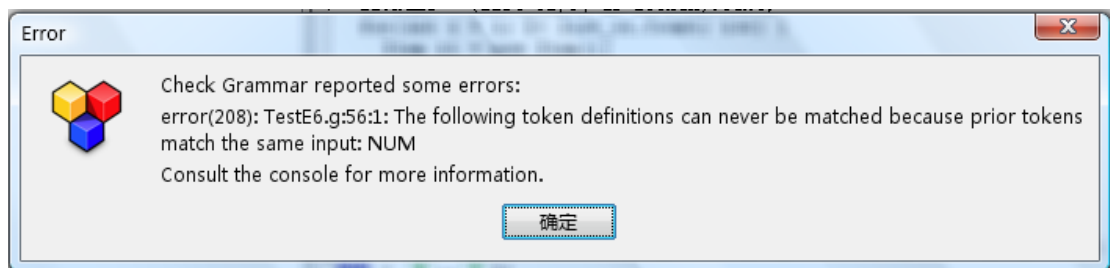 Error
Check Grammar reported some errors:
error(208): TestE6.g:56:1: The following token definitions can never be matched because prior tokens
match the same input: NUM
Consult the console for more information.
确定